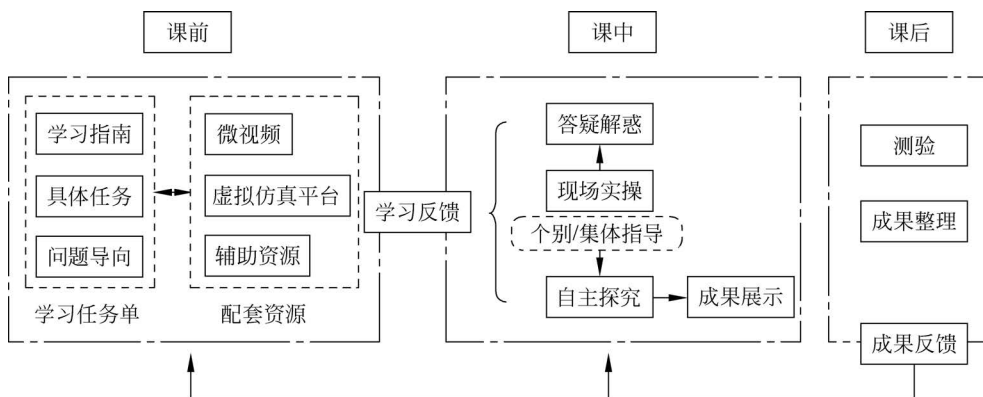 课前
学习指南
具体任务
问题导向
学习任务单
微视频
虚拟仿真平台
辅助资源
配套资源
学习反馈
课中
答疑解惑
现场实操
个别/集体指导
自主探究
成果展示
课后
测验
成果整理
成果反馈